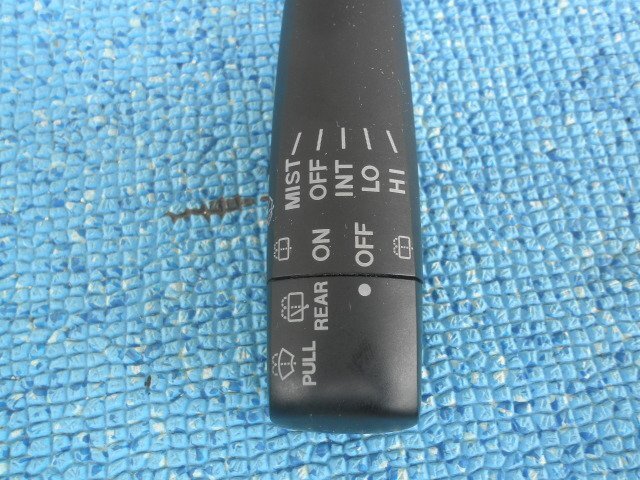 MIST
OFF
INT
LO
HI
ON
OFF
REAR
PULL